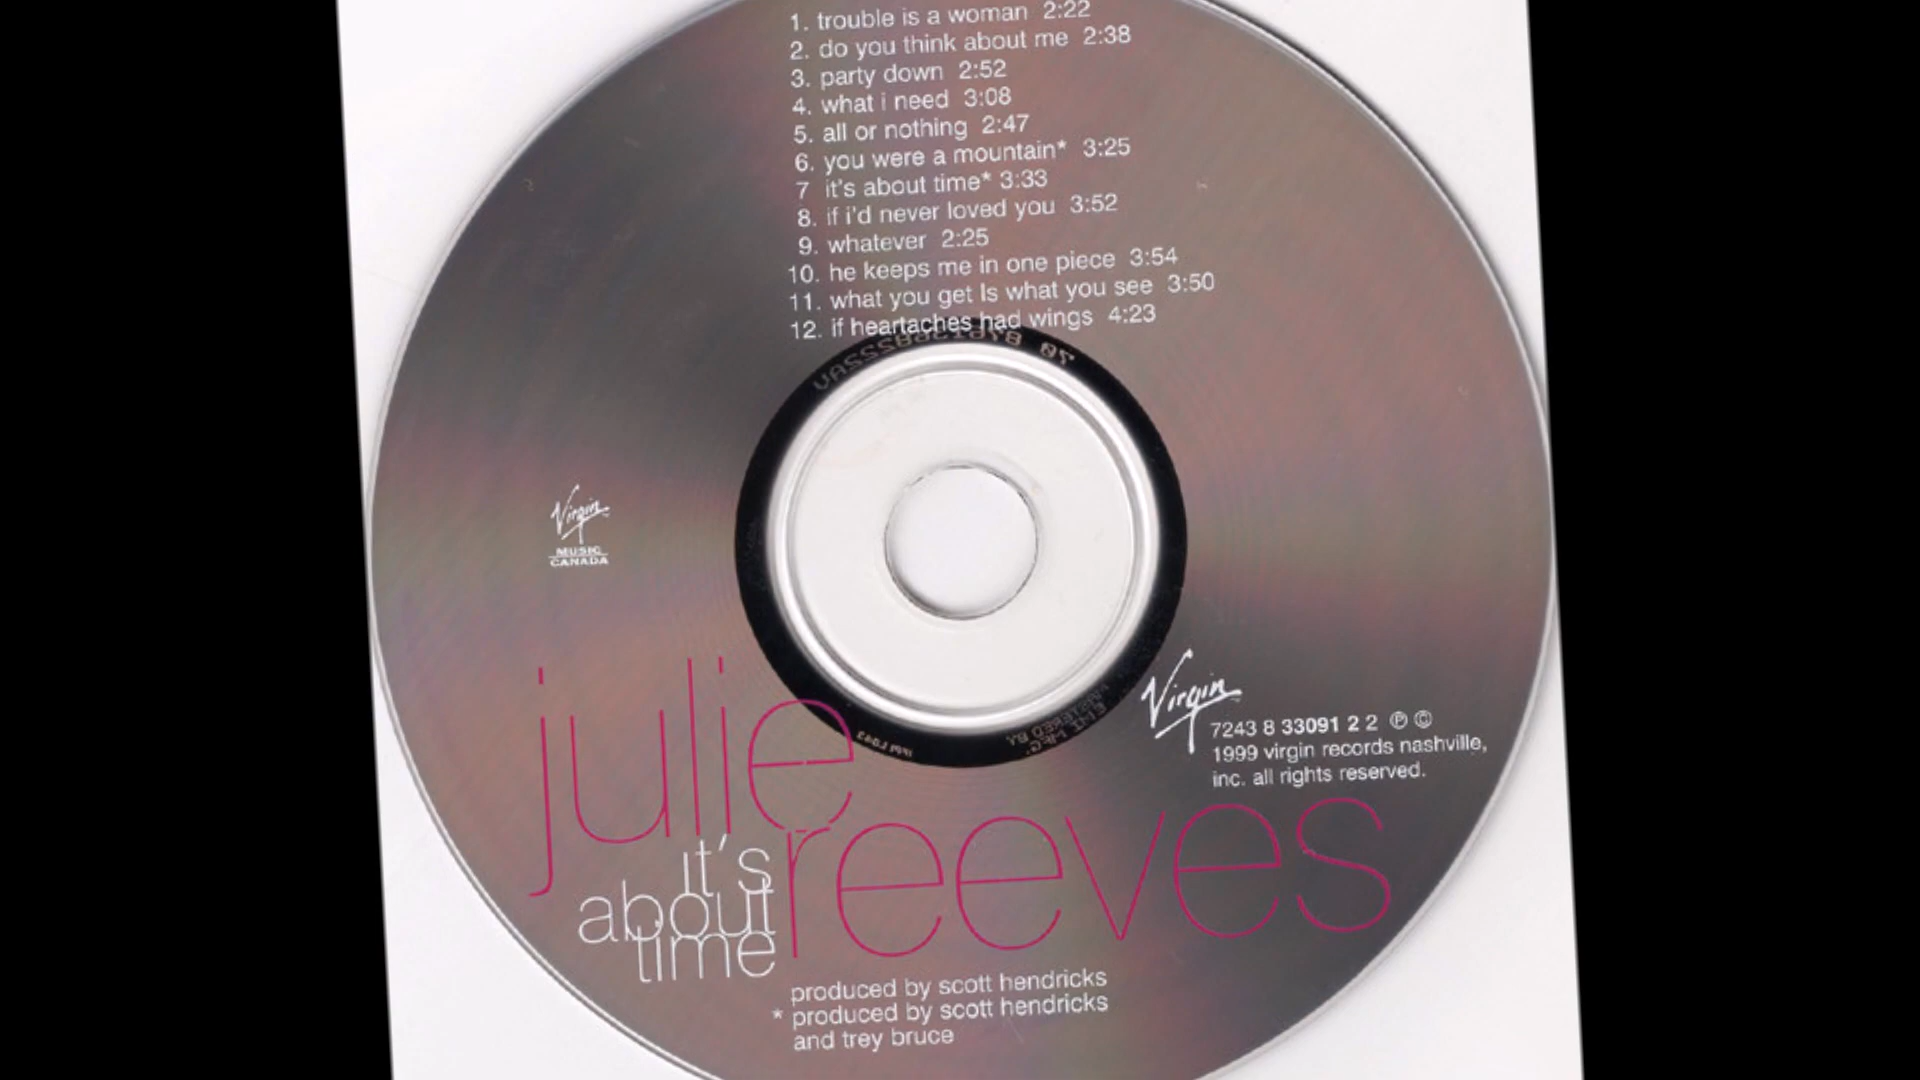 1. trouble is a woman 2:22
2. do you think about me 2:38
3. party down 2:52
4. what i need 3:08
5. all or nothing 2:47
6. you were a mountain* 3:25
7 it's about time* 3:33
8. if i'd never loved you 3:52
9. whatever 2:25
10. he keeps me in one piece 3:54
11. what you get Is what you see 3:50
12. if heartaches had wings 4:23
Virgin
MUSIC
CANADA
Virgin
7243 8 33091 2 2 ℗ ©
1999 virgin records nashville,
inc. all rights reserved.
julie
reeves
it's
about
time
produced by scott hendricks
* produced by scott hendricks
and trey bruce